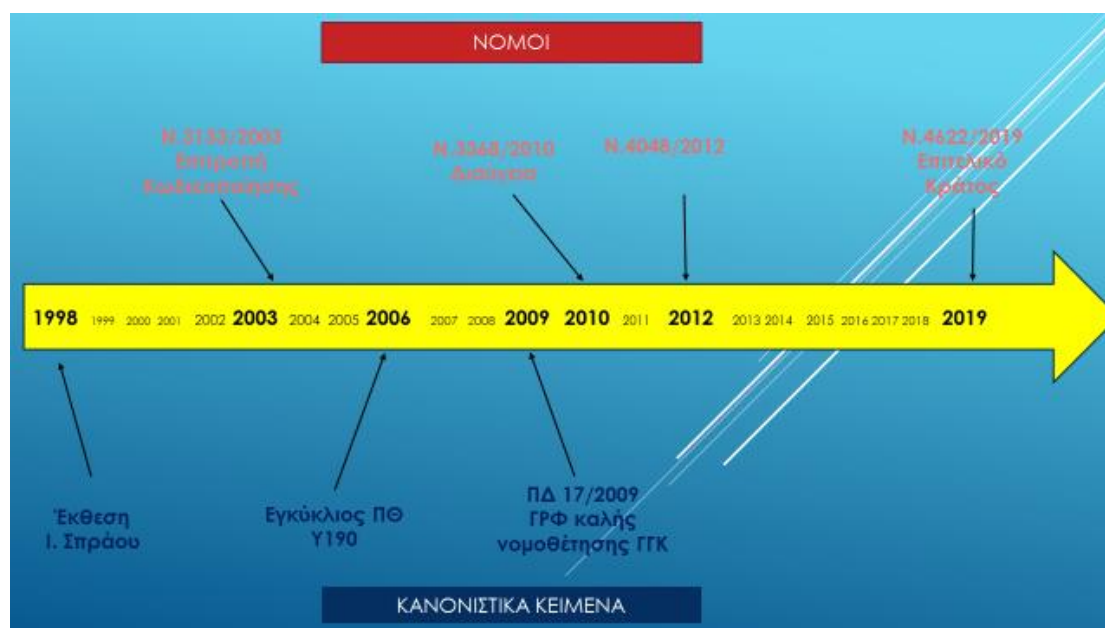 ΝΟΜΟΙ
Ν.3133/2003
Επιτροπή
Κωδικοποίησης
Ν.3368/2010
Διαύγεια
Ν.4048/2012
Ν.4622/2019
Επιτελικό
Κράτος
1998 1999 2000 2001 2002 2003 2004 2005 2006 2007 2008 2009 2010 2011 2012 2013 2014 2015 2016 2017 2018 2019
Έκθεση
Ι. Σπράου
Εγκύκλιος ΠΘ
Υ190
ΠΔ 17/2009
ΓΡΦ καλής
νομοθέτησης ΓΓΚ
ΚΑΝΟΝΙΣΤΙΚΑ ΚΕΙΜΕΝΑ